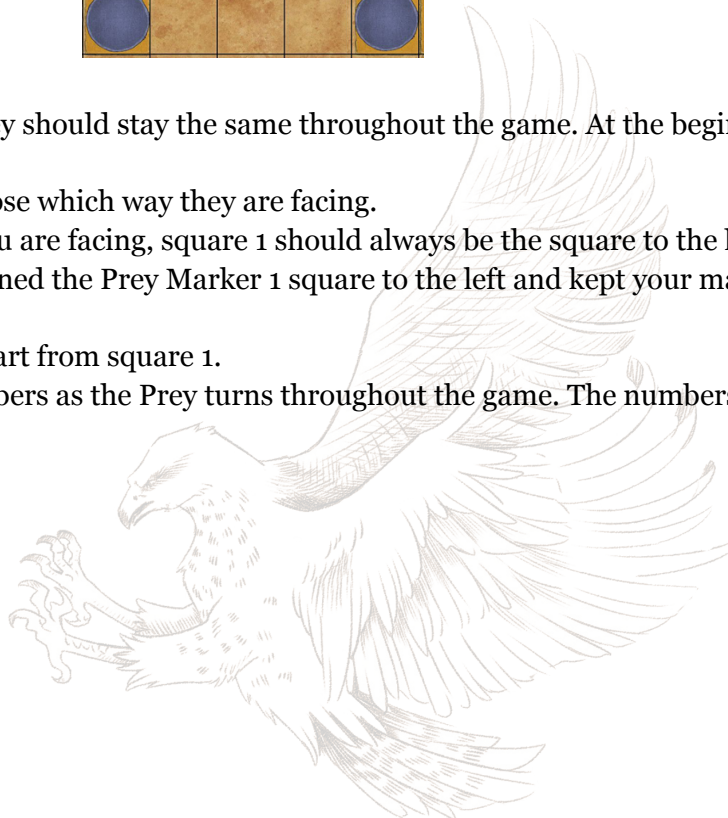 y should stay the same throughout the game. At the begi
ose which way they are facing.
u are facing, square 1 should always be the square to the
ned the Prey Marker 1 square to the left and kept your ma
art from square 1.
bers as the Prey turns throughout the game. The numbers